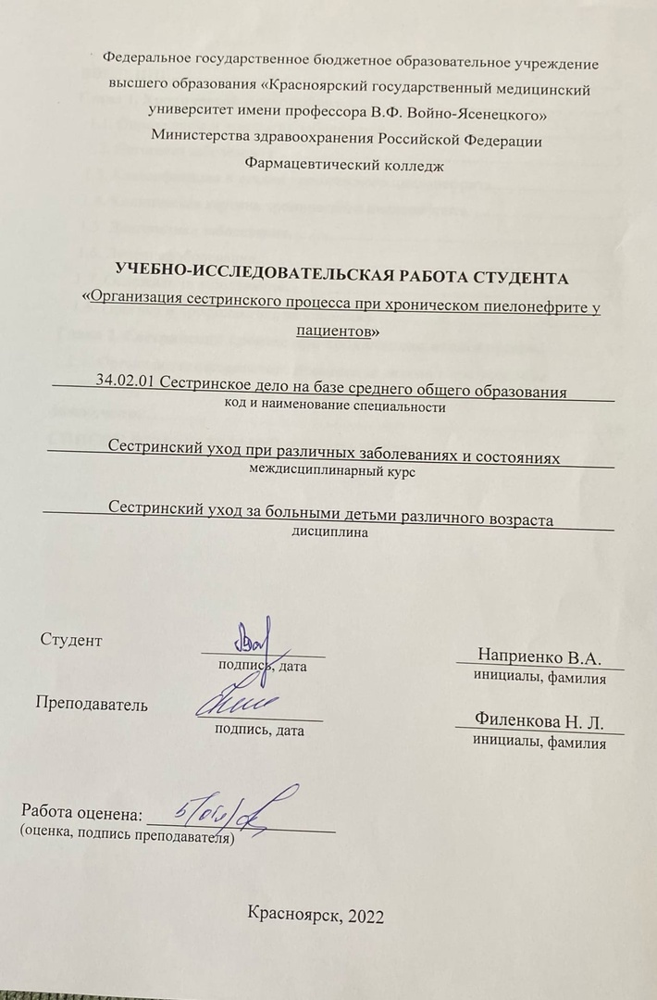 Федеральное государственное бюджетное образовательное учреждение
высшего образования «Красноярский государственный медицинский
университет имени профессора В.Ф. Войно-Ясенецкого»
Министерства здравоохранения Российской Федерации
Фармацевтический колледж
УЧЕБНО-ИССЛЕДОВАТЕЛЬСКАЯ РАБОТА СТУДЕНТА
«Организация сестринского процесса при хроническом пиелонефрите у
пациентов»
34.02.01 Сестринское дело на базе среднего общего образования
код и наименование специальности
Сестринский уход при различных заболеваниях и состояниях
междисциплинарный курс
Сестринский уход за больными детьми различного возраста
дисциплина
Студент Наприенко В.А.
подпись, дата инициалы, фамилия
Преподаватель Филенкова Н. Л.
подпись, дата инициалы, фамилия
Работа оценена: 5
(оценка, подпись преподавателя)
Красноярск, 2022